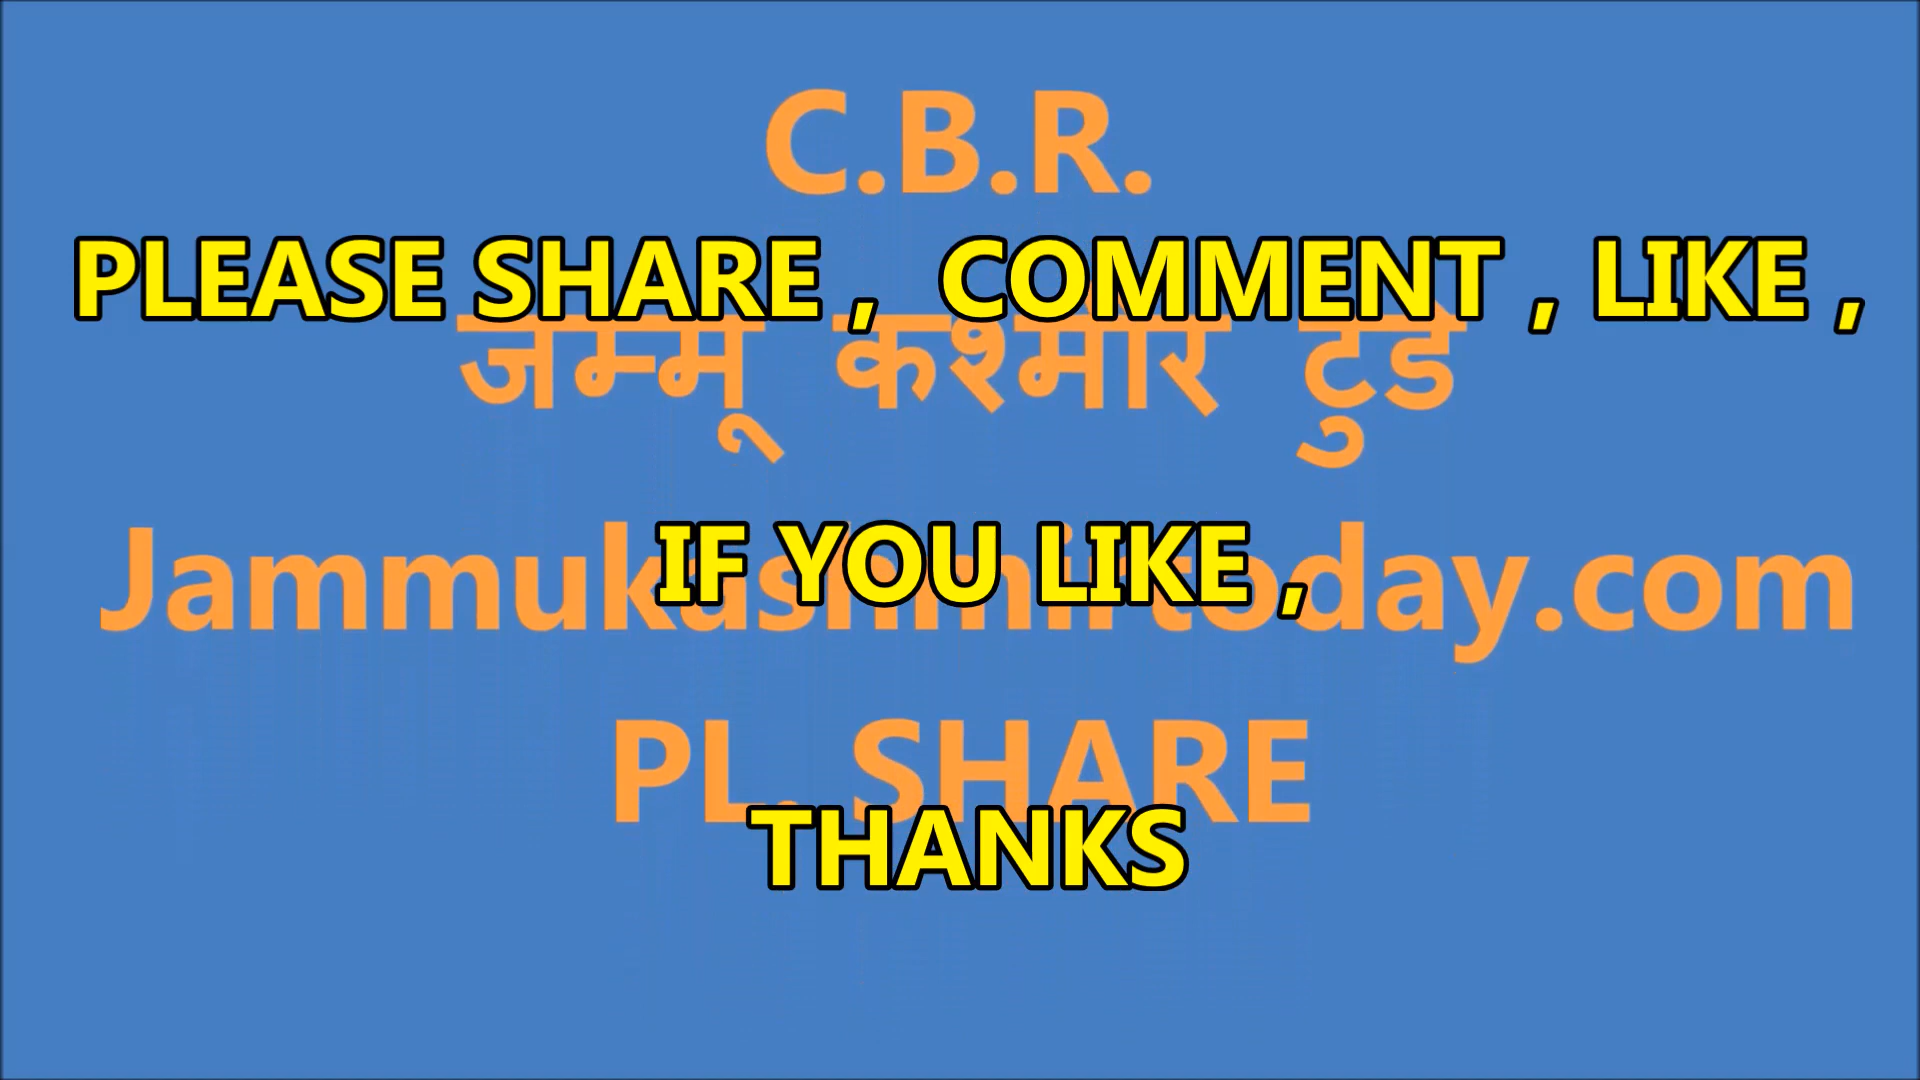 C.B.R.
PLEASE SHARE , COMMENT , LIKE ,
जम्मू कश्मीर टुडे
IF YOU LIKE ,
Jammukashmirtoday.com
PL. SHARE
THANKS